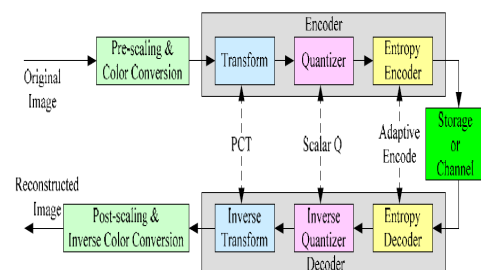 Encoder
Original
Image
Pre-scaling &
Color Conversion
Transform
Quantizer
Entropy
Encoder
Storage
or
Channel
PCT
Scalar Q
Adaptive
Encode
Reconstructed
Image
Post-scaling &
Inverse Color Conversion
Inverse
Transform
Inverse
Quantizer
Entropy
Decoder
Decoder